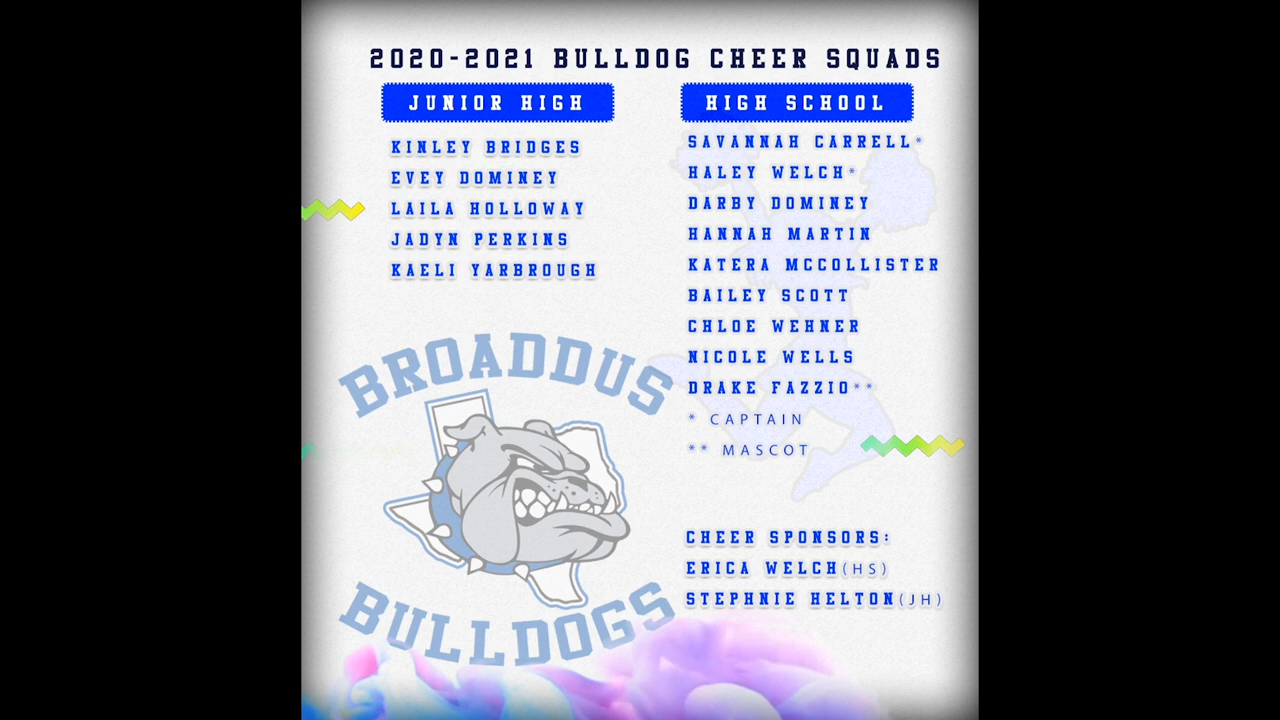 2020-2021 BULLDOG CHEER SQUADS
JUNIOR HIGH
KINLEY BRIDGES
EVEY DOMINEY
LAILA HOLLOWAY
JADYN PERKINS
KAELI YARBROUGH
HIGH SCHOOL
SAVANNAH CARRELL*
HALEY WELCH*
DARBY DOMINEY
HANNAH MARTIN
KATERA MCCOLLISTER
BAILEY SCOTT
CHLOE WEHNER
NICOLE WELLS
DRAKE FAZZIO**
* CAPTAIN
** MASCOT
BROADDUS
BULLDOGS
CHEER SPONSORS:
ERICA WELCH(HS)
STEPHNIE HELTON(JH)